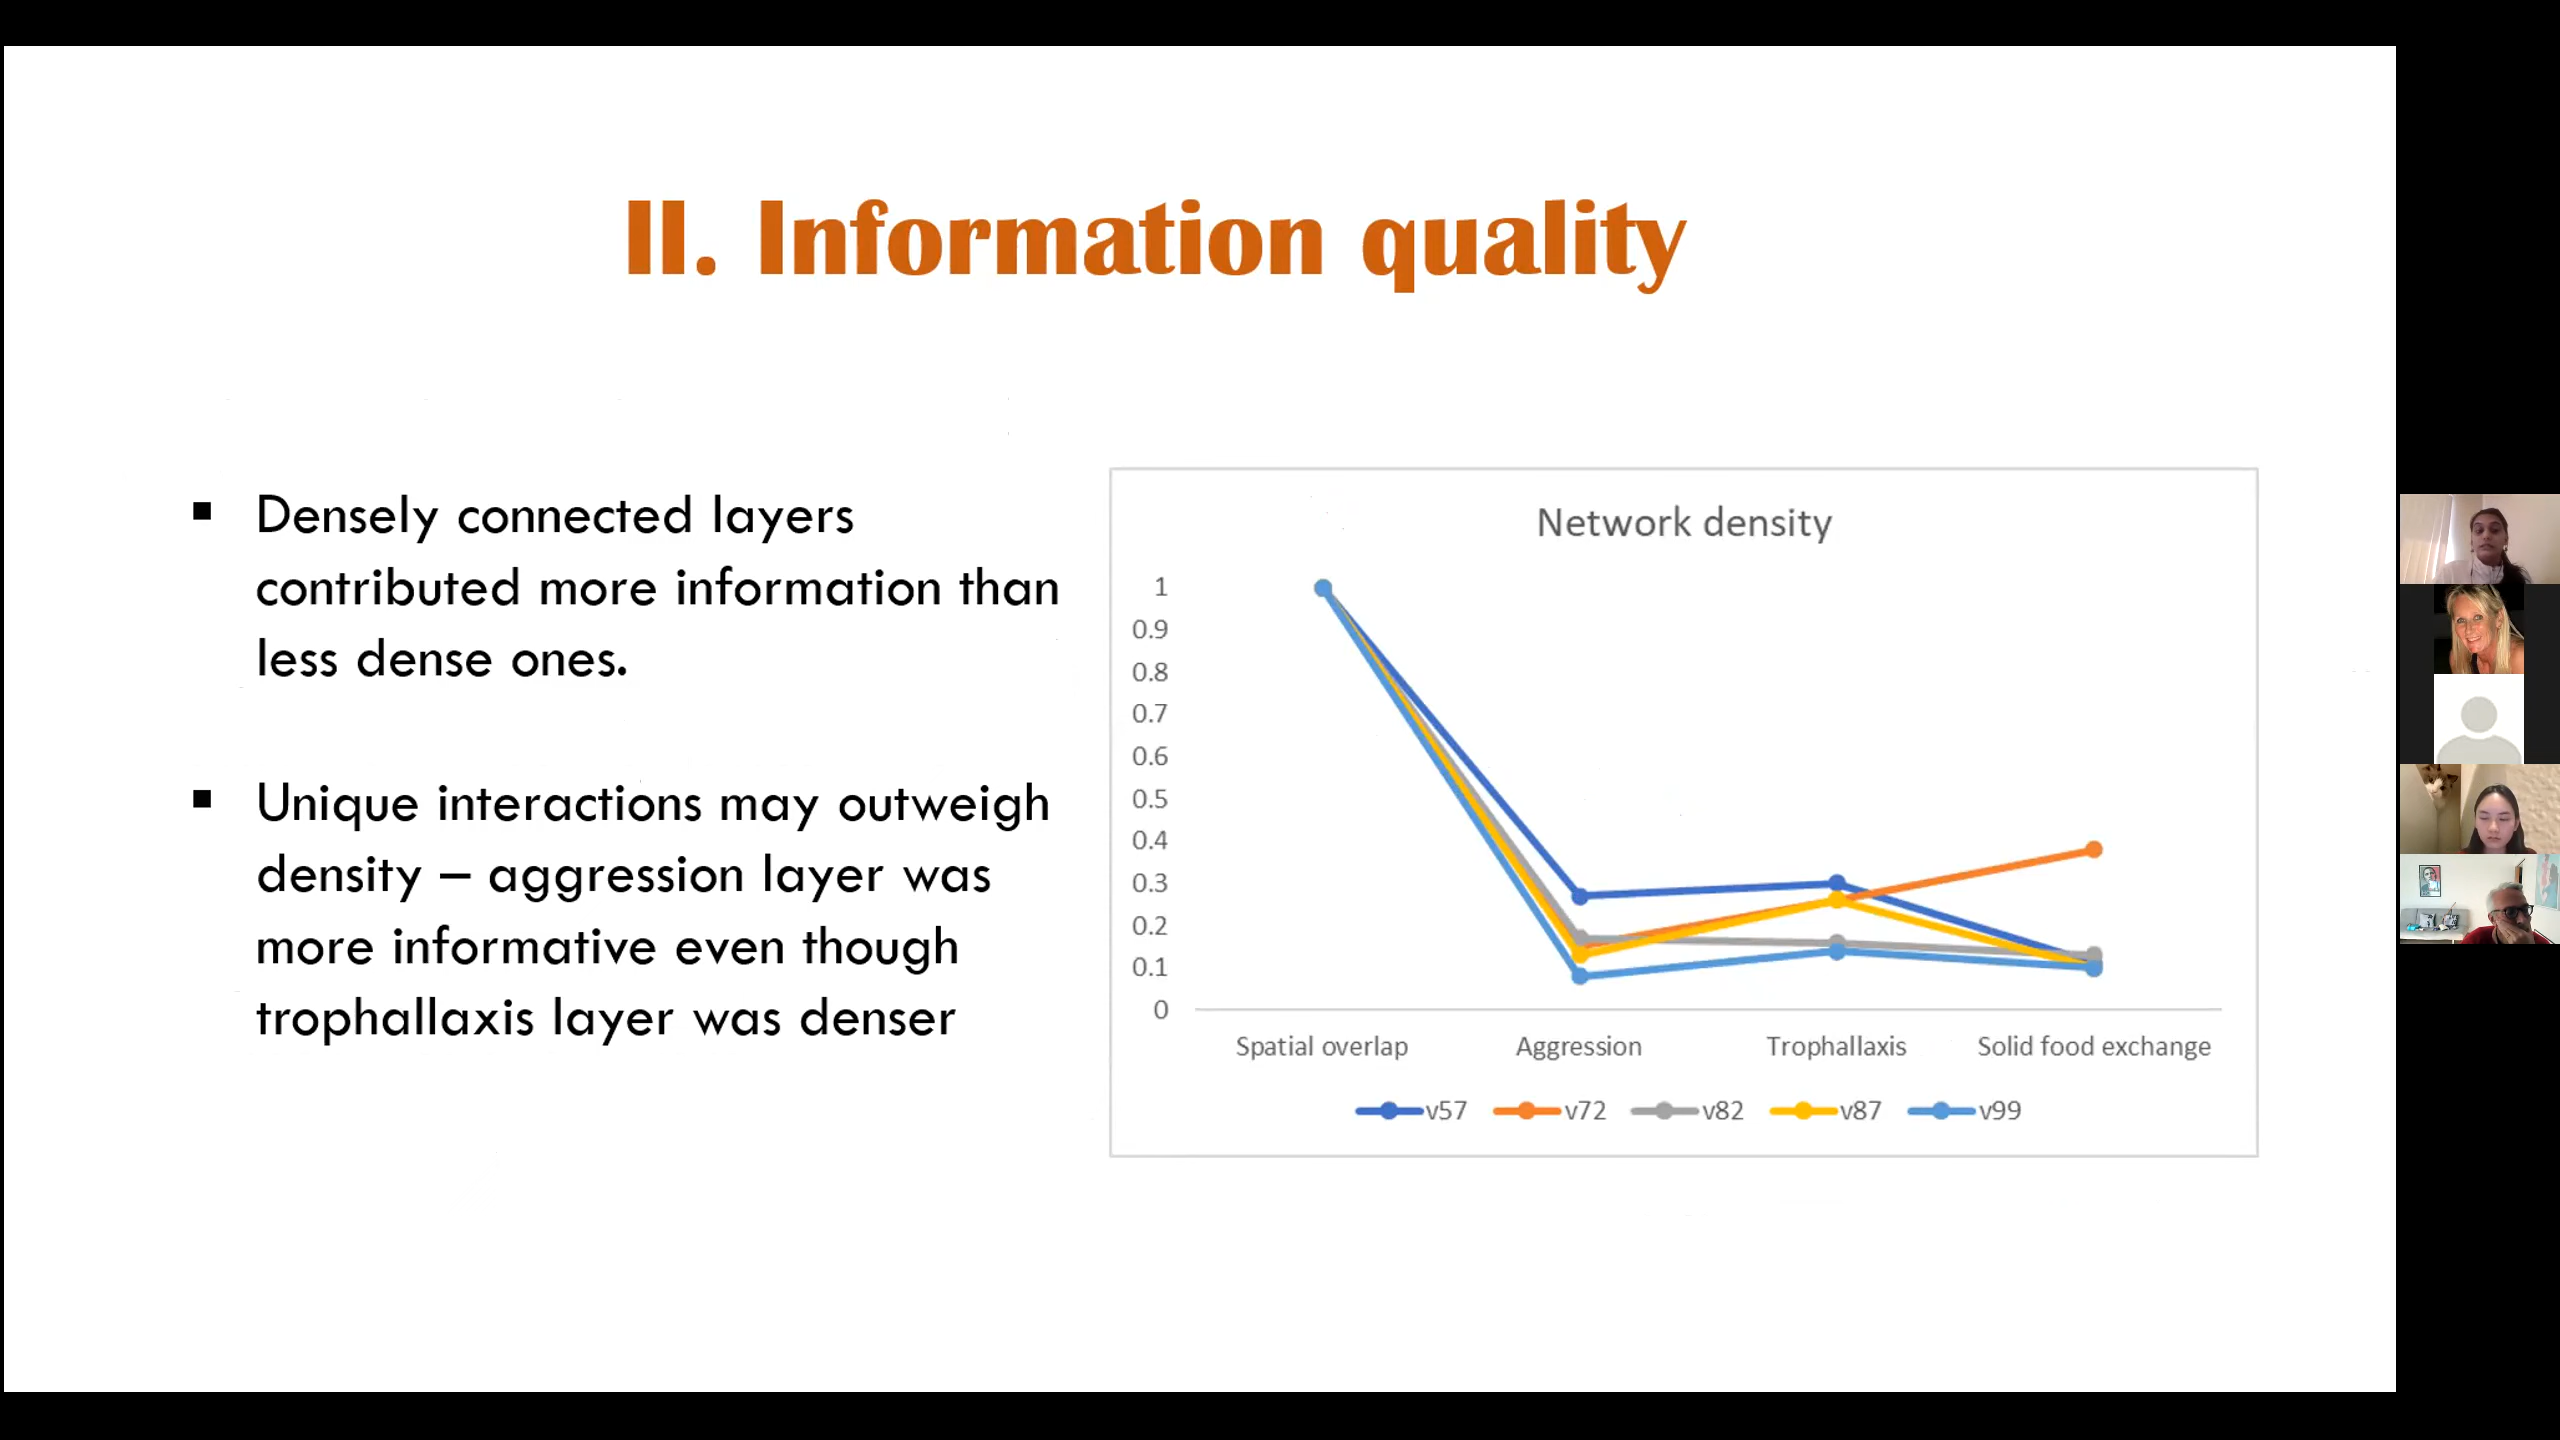 II. Information quality
▪ Densely connected layers
contributed more information than
less dense ones.
▪ Unique interactions may outweigh
density – aggression layer was
more informative even though
trophallaxis layer was denser
Network density
1
0.9
0.8
0.7
0.6
0.5
0.4
0.3
0.2
0.1
0
Spatial overlap Aggression Trophallaxis Solid food exchange
v57 v72 v82 v87 v99